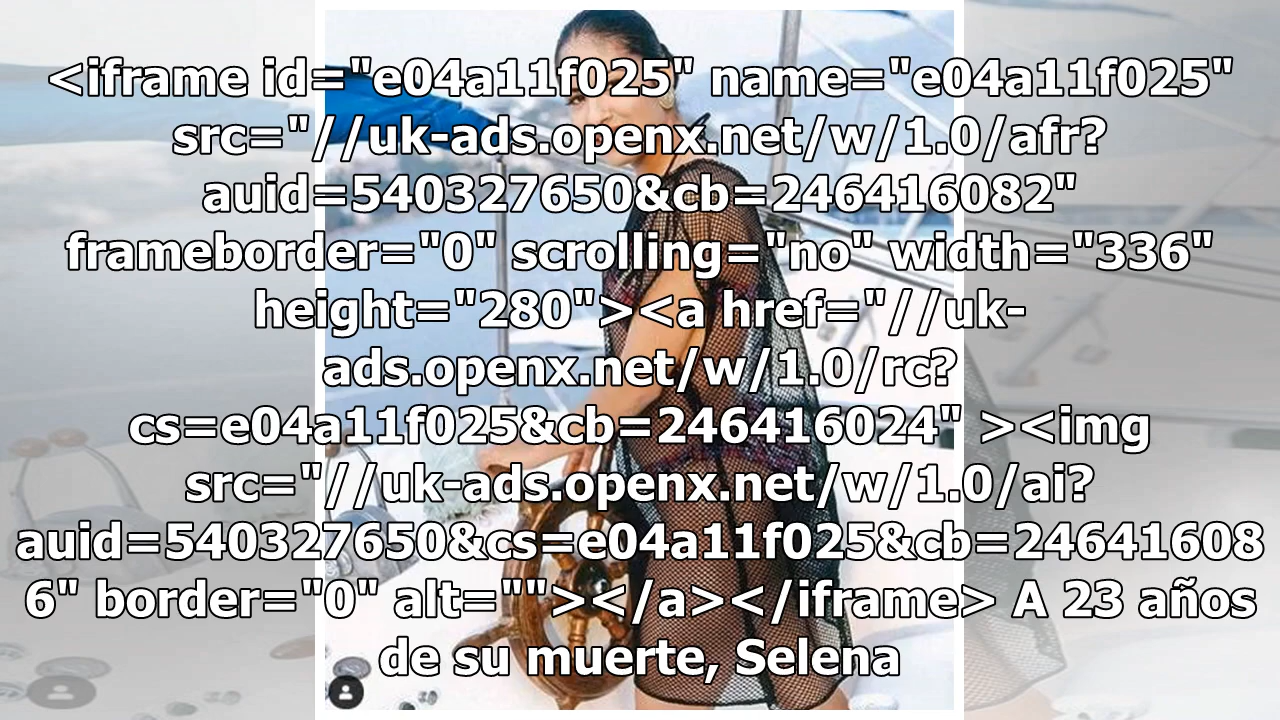 <iframe id="e04a11f025" name="e04a11f025"
src="//uk-ads.openx.net/w/1.0/afr?
auid=540327650&cb=246416082"
frameborder="0" scrolling="no" width="336"
height="280"><a href="//uk-
ads.openx.net/w/1.0/rc?
cs=e04a11f025&cb=246416024" ><img
src="//uk-ads.openx.net/w/1.0/ai?
auid=540327650&cs=e04a11f025&cb=24641608
6" border="0" alt=""></a></iframe> A 23 años
de su muerte, Selena